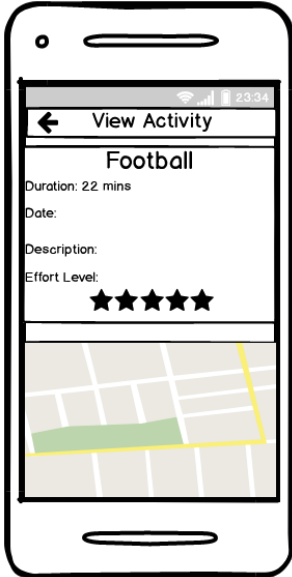 23:34
View Activity
Football
Duration: 22 mins
Date:
Description:
Effort Level: